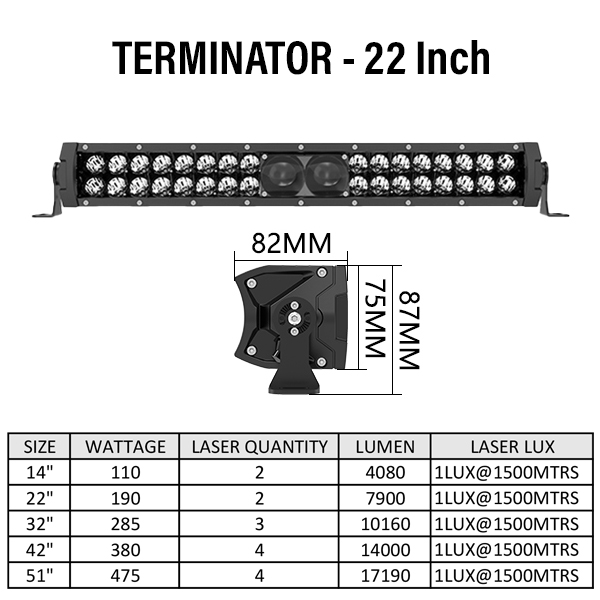 TERMINATOR - 22 Inch
82MM
75MM
87MM
SIZE WATTAGE LASER QUANTITY LUMEN LASER LUX
14" 110 2 4080 1LUX@1500MTRS
22" 190 2 7900 1LUX@1500MTRS
32" 285 3 10160 1LUX@1500MTRS
42" 380 4 14000 1LUX@1500MTRS
51" 475 4 17190 1LUX@1500MTRS